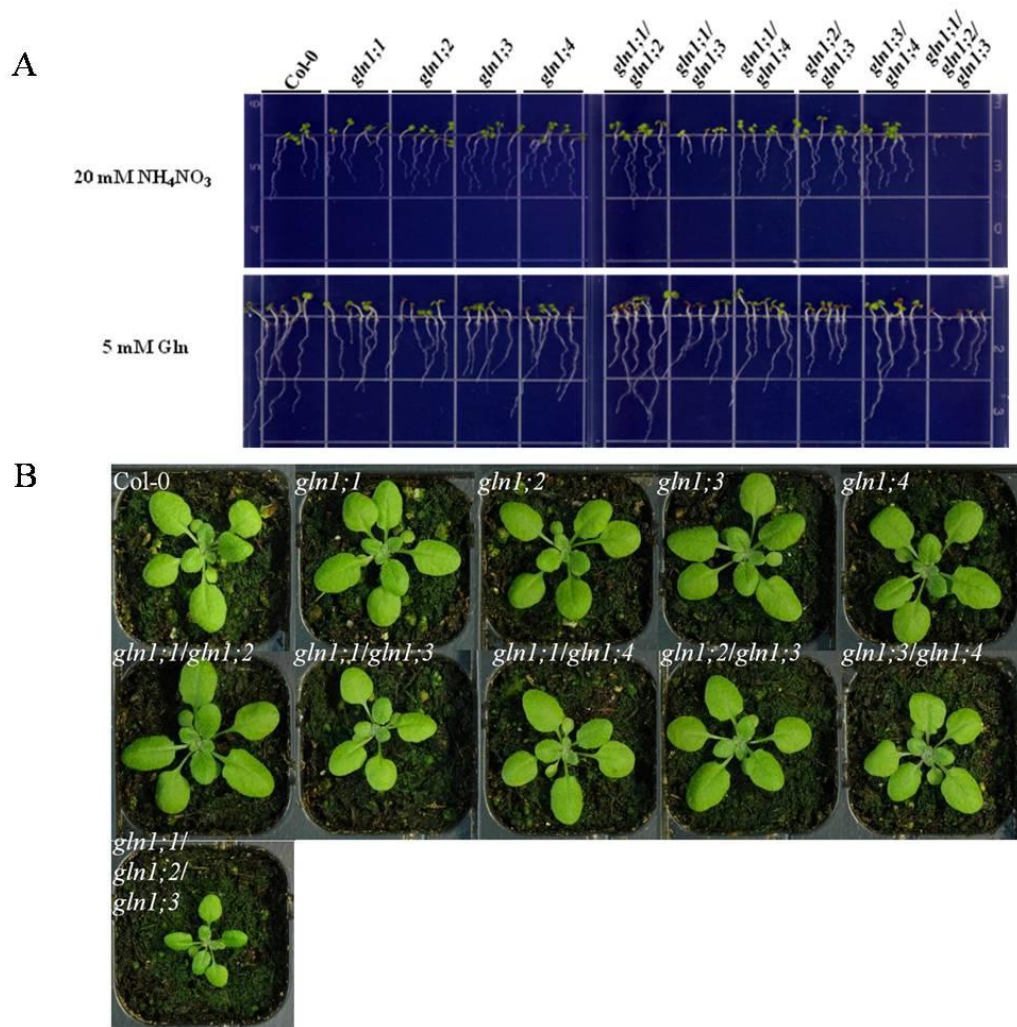 A
Col-0
gln1;1
gln1;2
gln1;3
gln1;4
gln1;1/
gln1;2
gln1;1/
gln1;3
gln1;1/
gln1;4
gln1;2/
gln1;3
gln1;3/
gln1;4
gln1;1/
gln1;2/
gln1;3
20 mM NH₄NO₃
5 mM Gln
B
Col-0 gln1;1 gln1;2 gln1;3 gln1;4
gln1;1/gln1;2 gln1;1/gln1;3 gln1;1/gln1;4 gln1;2/gln1;3 gln1;3/gln1;4
gln1;1/
gln1;2/
gln1;3